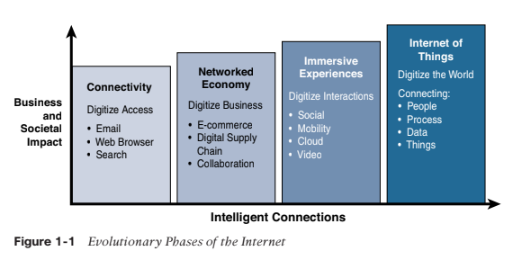 Business
and
Societal
Impact
Connectivity
Digitize Access
• Email
• Web Browser
• Search
Networked
Economy
Digitize Business
• E-commerce
• Digital Supply
Chain
• Collaboration
Immersive
Experiences
Digitize Interactions
• Social
• Mobility
• Cloud
• Video
Internet of
Things
Digitize the World
Connecting:
• People
• Process
• Data
• Things
Intelligent Connections
Figure 1-1 Evolutionary Phases of the Internet